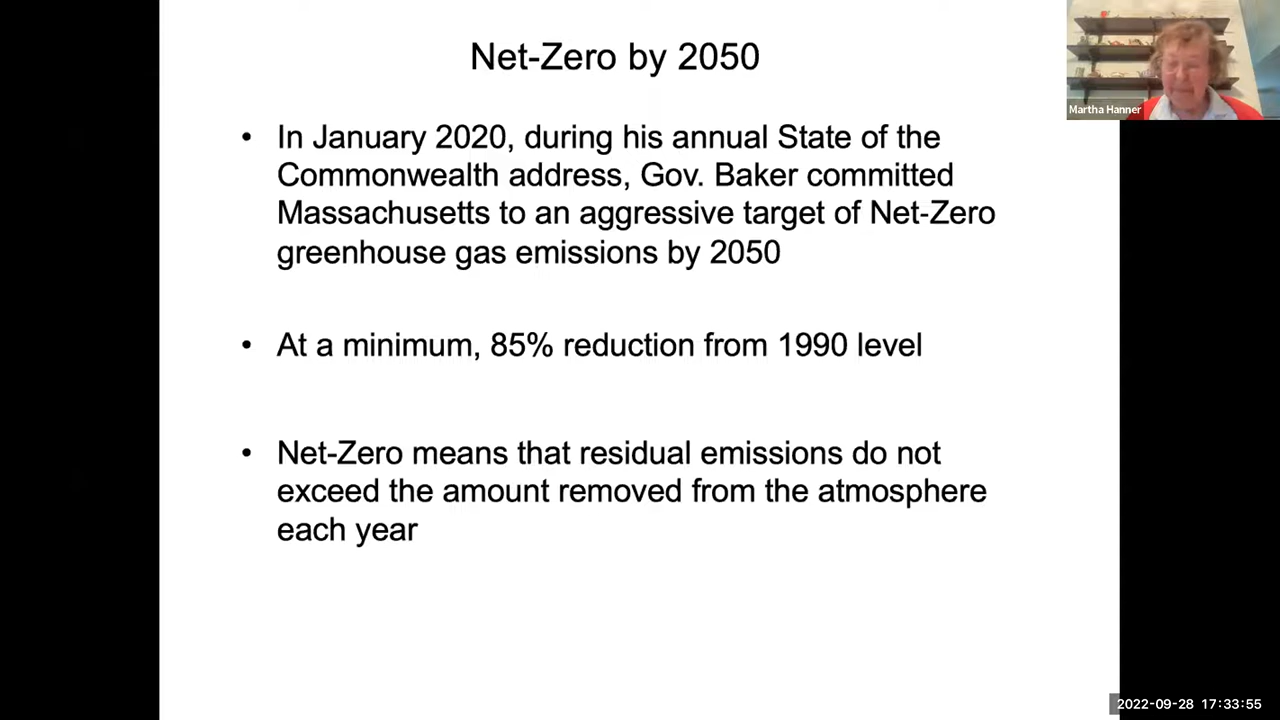 Net-Zero by 2050
Martha Hanner
• In January 2020, during his annual State of the
Commonwealth address, Gov. Baker committed
Massachusetts to an aggressive target of Net-Zero
greenhouse gas emissions by 2050
• At a minimum, 85% reduction from 1990 level
• Net-Zero means that residual emissions do not
exceed the amount removed from the atmosphere
each year
2022-09-28 17:33:55